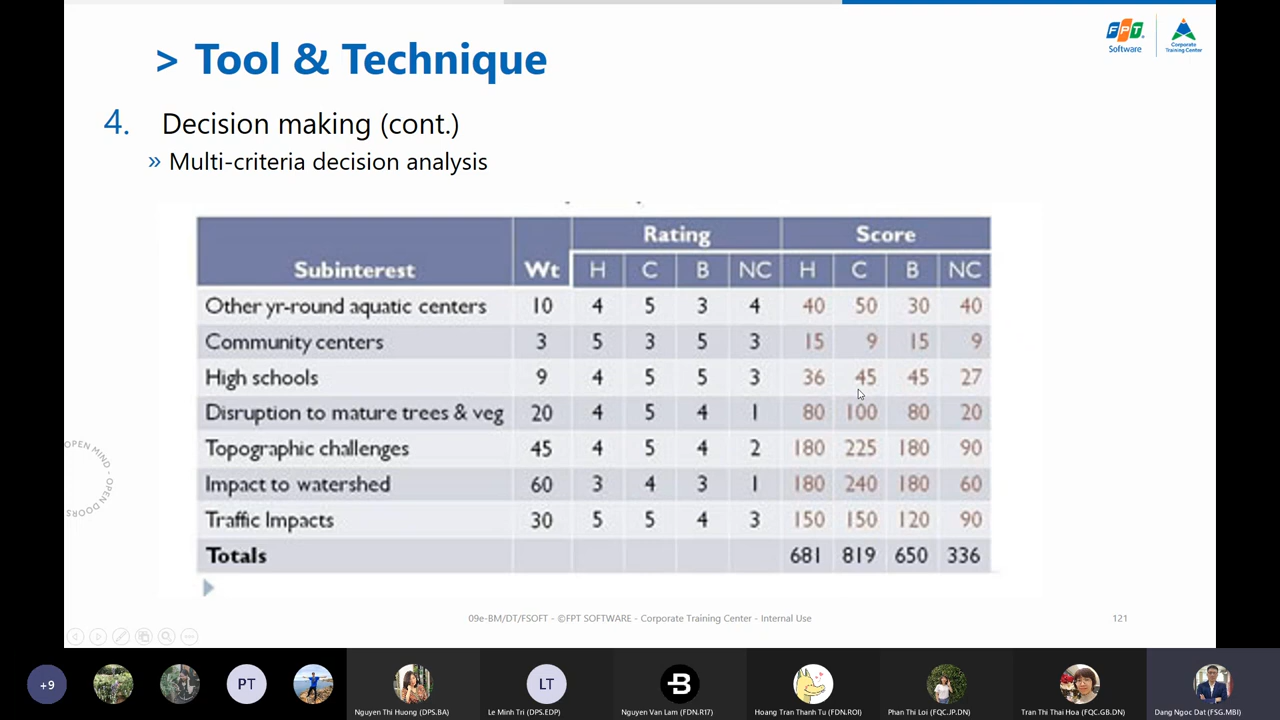 FPT
Software
Corporate
Training Center
> Tool & Technique
4. Decision making (cont.)
» Multi-criteria decision analysis
Rating Score
Subinterest Wt H C B NC H C B NC
Other yr-round aquatic centers 10 4 5 3 4 40 50 30 40
Community centers 3 5 3 5 3 15 9 15 9
High schools 9 4 5 5 3 36 45 45 27
Disruption to mature trees & veg 20 4 5 4 1 80 100 80 20
Topographic challenges 45 4 5 4 2 180 225 180 90
Impact to watershed 60 3 4 3 1 180 240 180 60
Traffic Impacts 30 5 5 4 3 150 150 120 90
Totals 681 819 650 336
OPEN MIND - OPEN DOORS
09e-BM/DT/FSOFT - ©FPT SOFTWARE - Corporate Training Center - Internal Use 121
+9 PT LT B
Nguyen Thi Huong (DPS.BA) Le Minh Tri (DPS.EDP) Nguyen Van Lam (FDN.R17) Hoang Tran Thanh Tu (FDN.ROI) Phan Thi Loi (FQC.JP.DN) Tran Thi Thai Hoa (FQC.GB.DN) Dang Ngoc Dat (FSG.MBI)